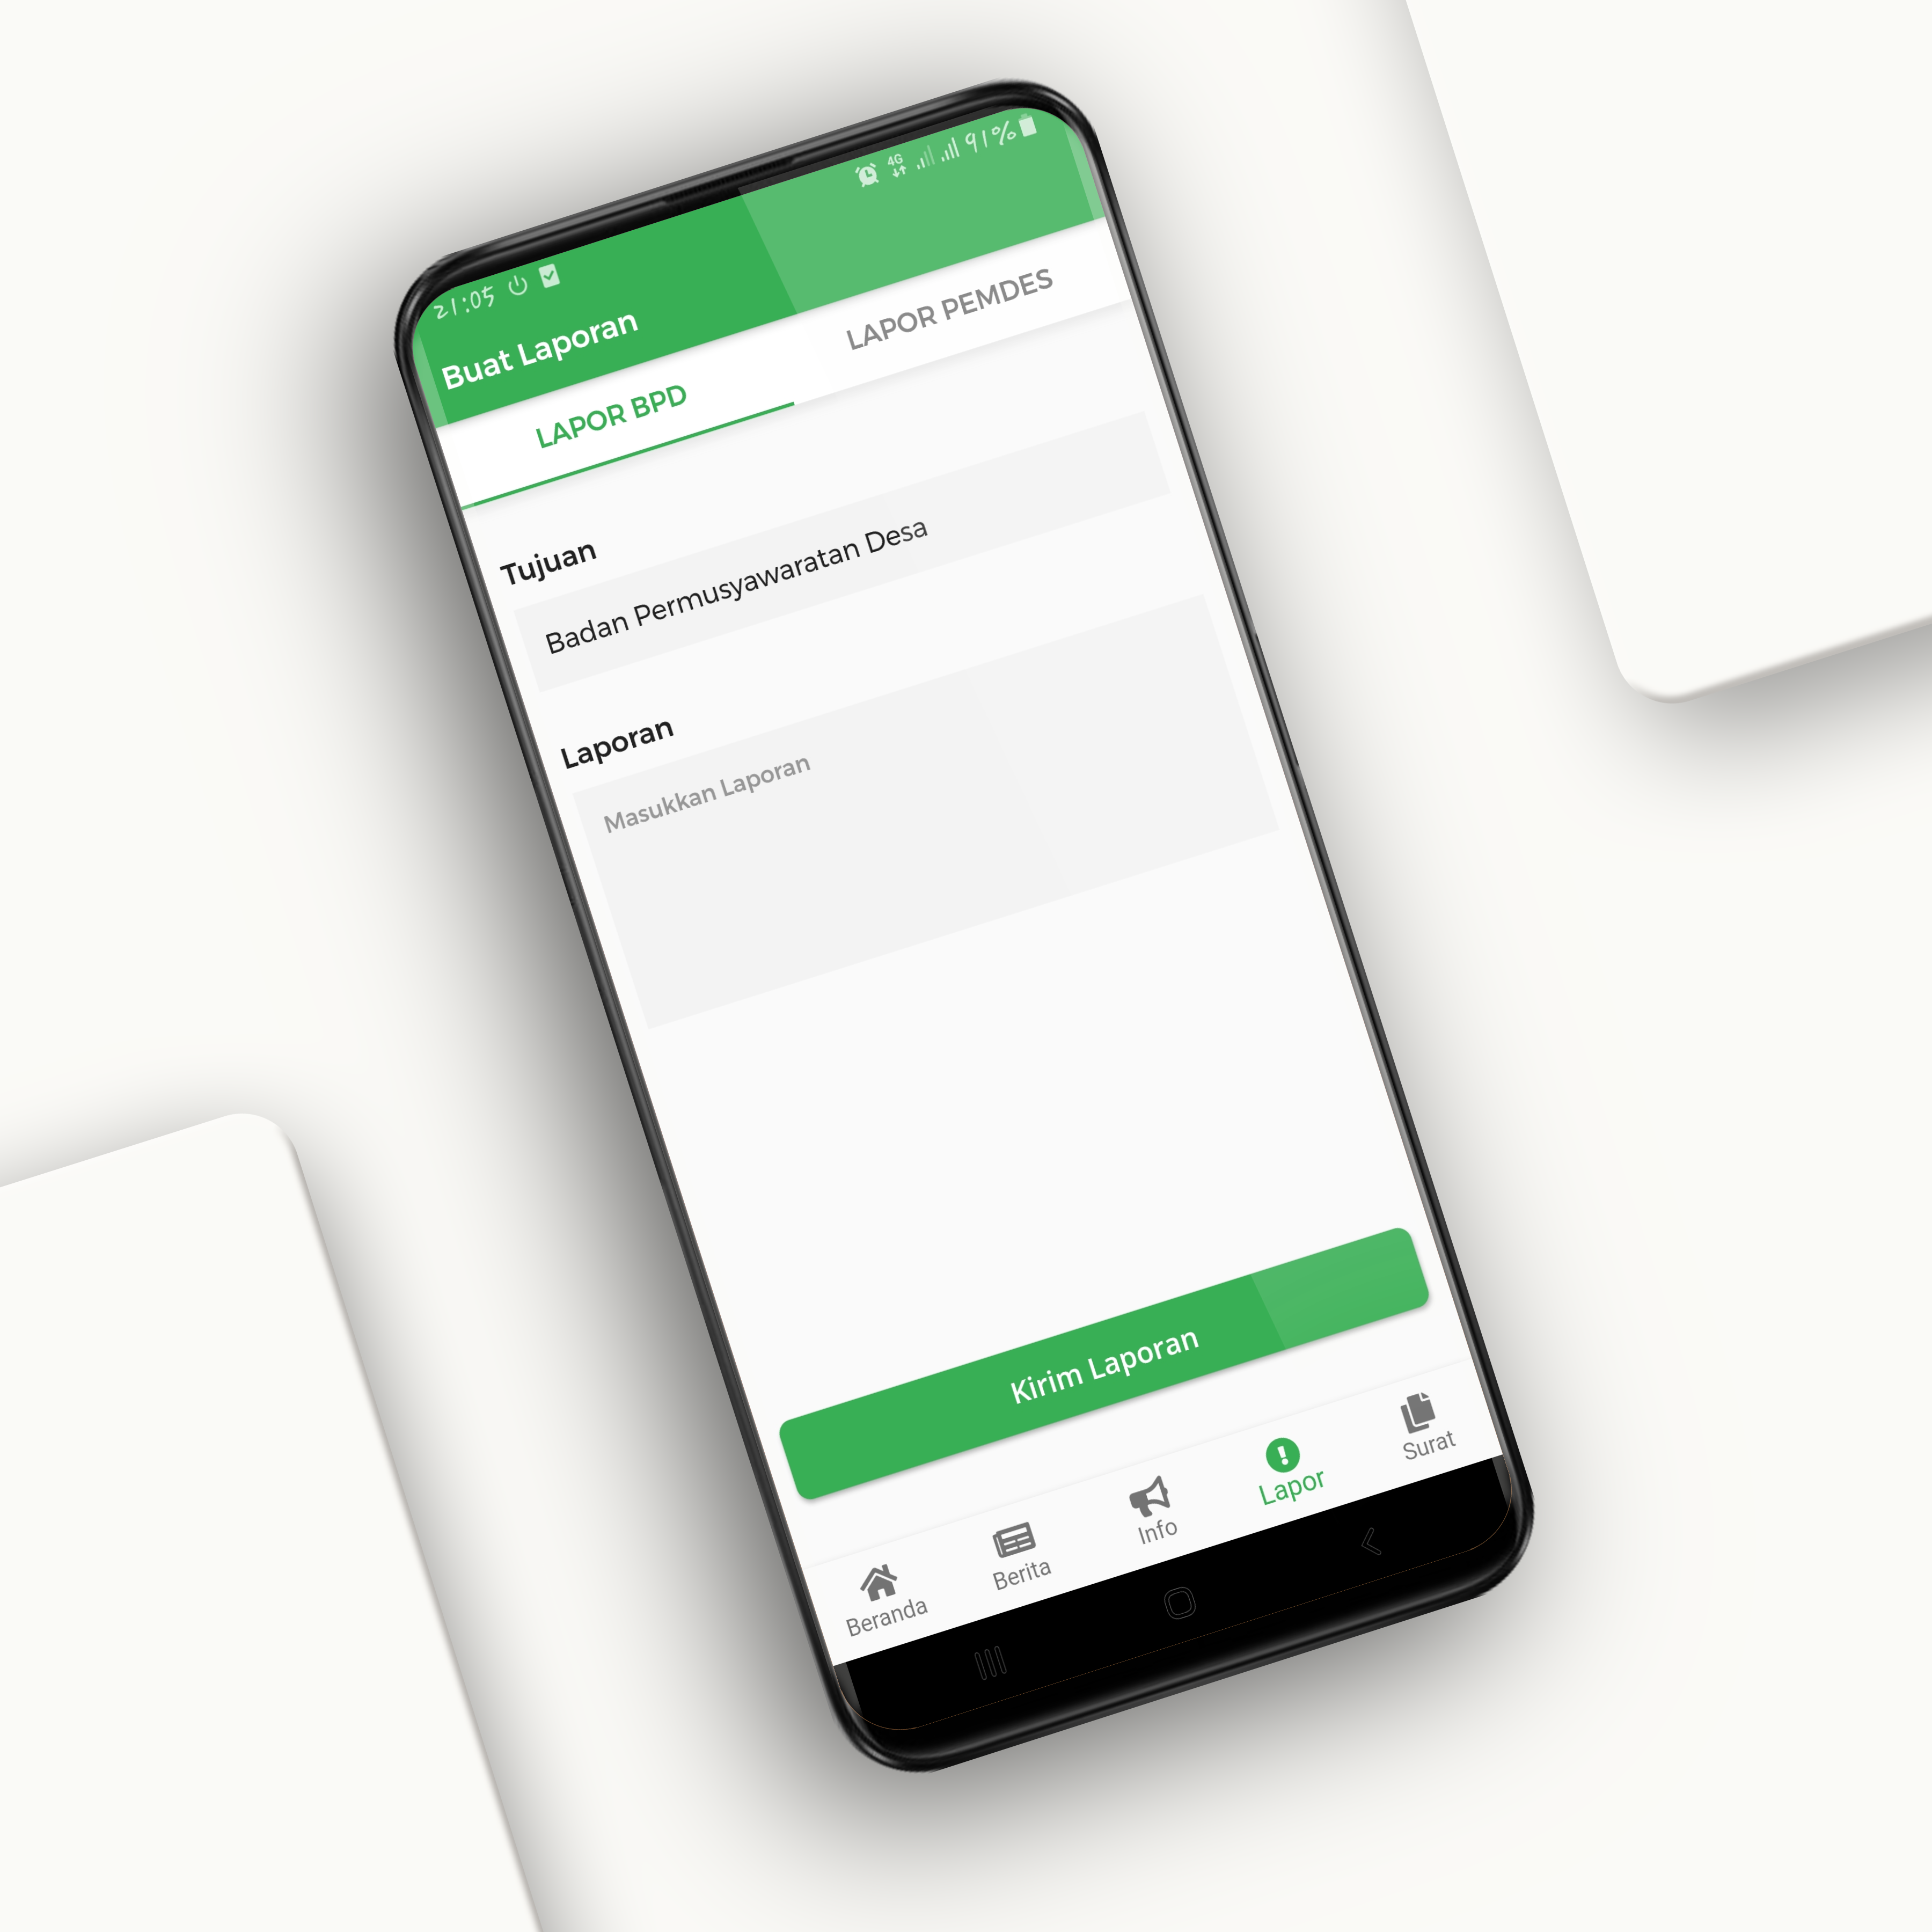 21:05
4G
91%
Buat Laporan
LAPOR BPD
LAPOR PEMDES
Tujuan
Badan Permusyawaratan Desa
Laporan
Masukkan Laporan
Kirim Laporan
Beranda
Berita
Info
Lapor
Surat